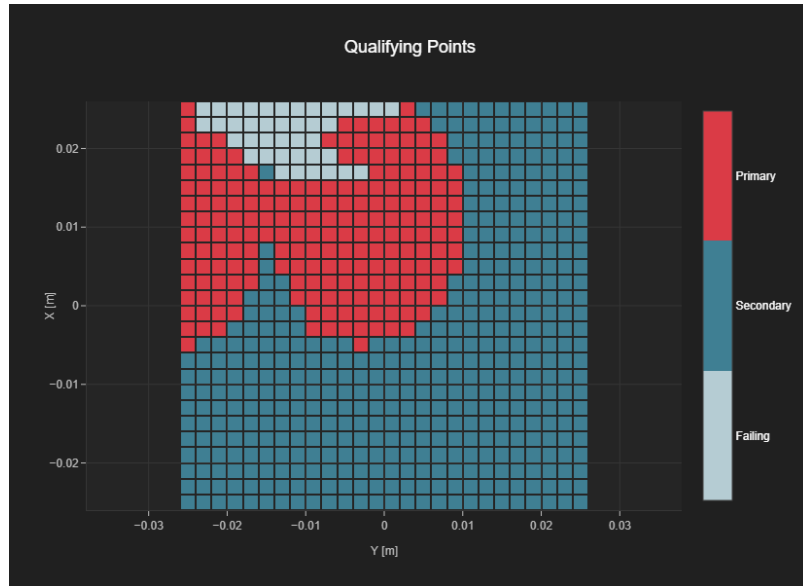 Qualifying Points
Primary
Secondary
Failing
0.02
0.01
0
−0.01
−0.02
X [m]
−0.03
−0.02
−0.01
0
0.01
0.02
0.03
Y [m]